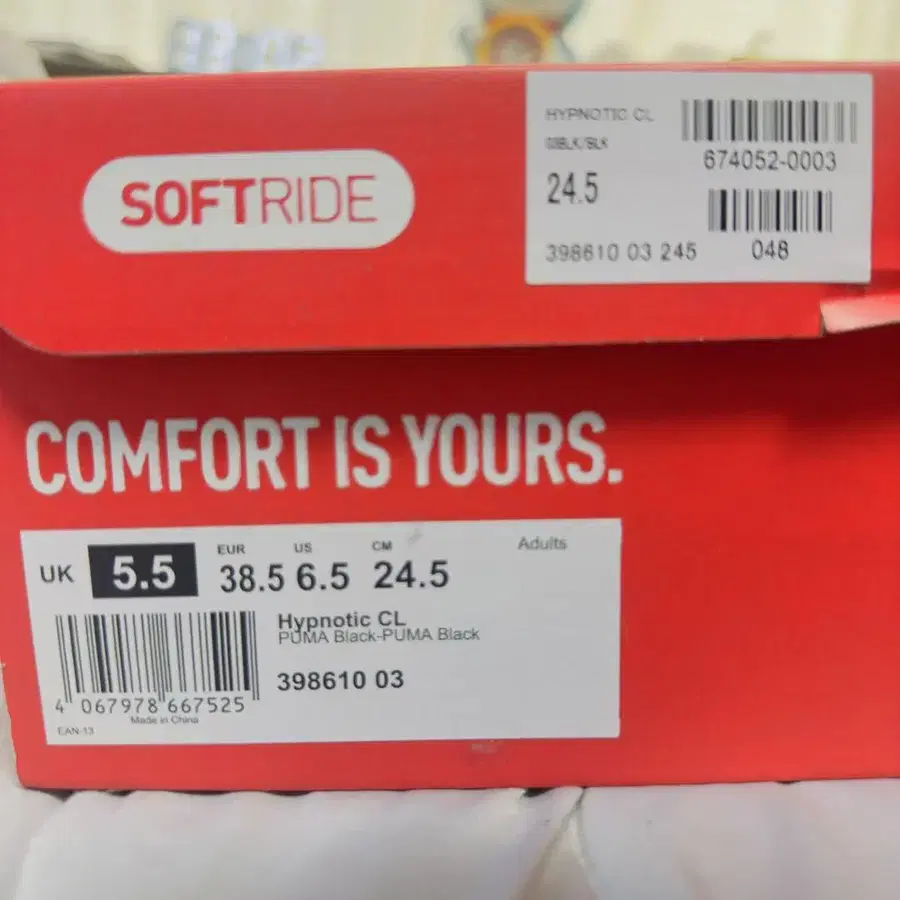 SOFTRIDE
HYPNOTIC CL
03BLK/BLK
674052-0003
24.5
398610 03 245
048
COMFORT IS YOURS.
UK 5.5 EUR 38.5 US 6.5 CM 24.5
Adults
Hypnotic CL
PUMA Black-PUMA Black
398610 03
4 067978 667525
Made in China
EAN-13